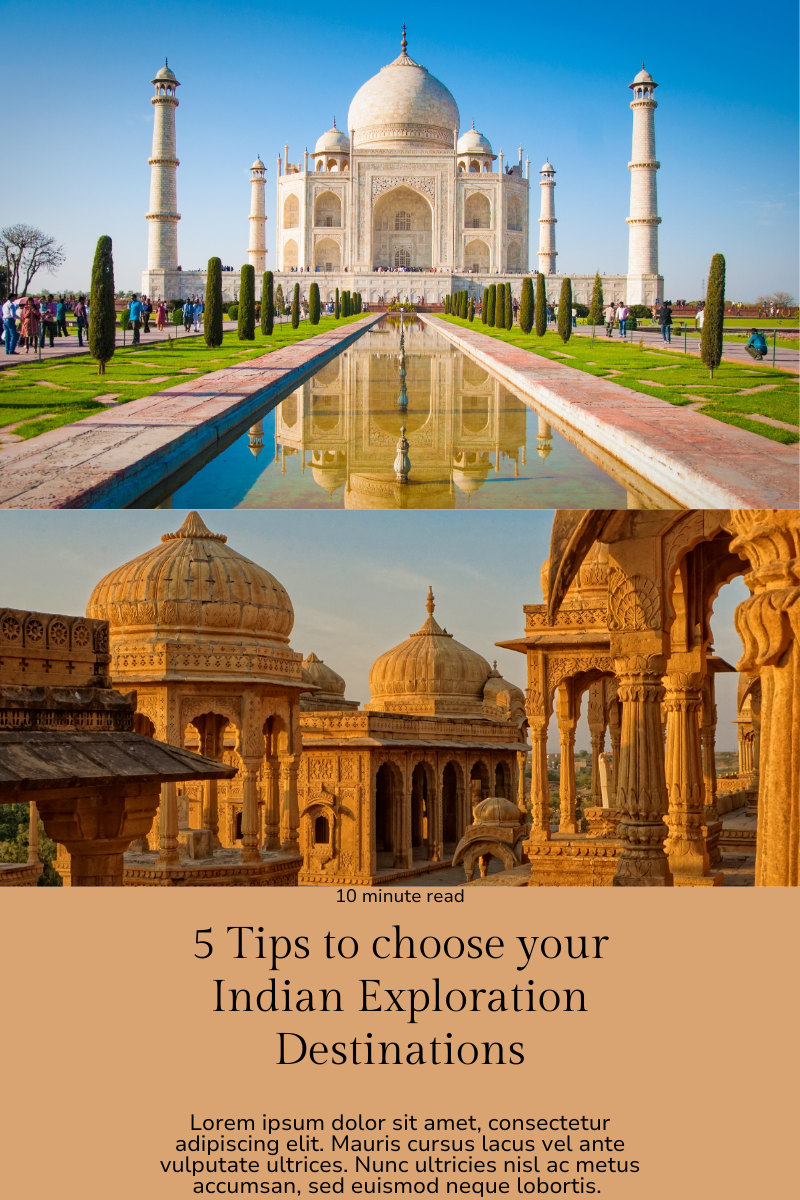 10 minute read
5 Tips to choose your
Indian Exploration
Destinations
Lorem ipsum dolor sit amet, consectetur
adipiscing elit. Mauris cursus lacus vel ante
vulputate ultrices. Nunc ultricies nisl ac metus
accumsan, sed euismod neque lobortis.